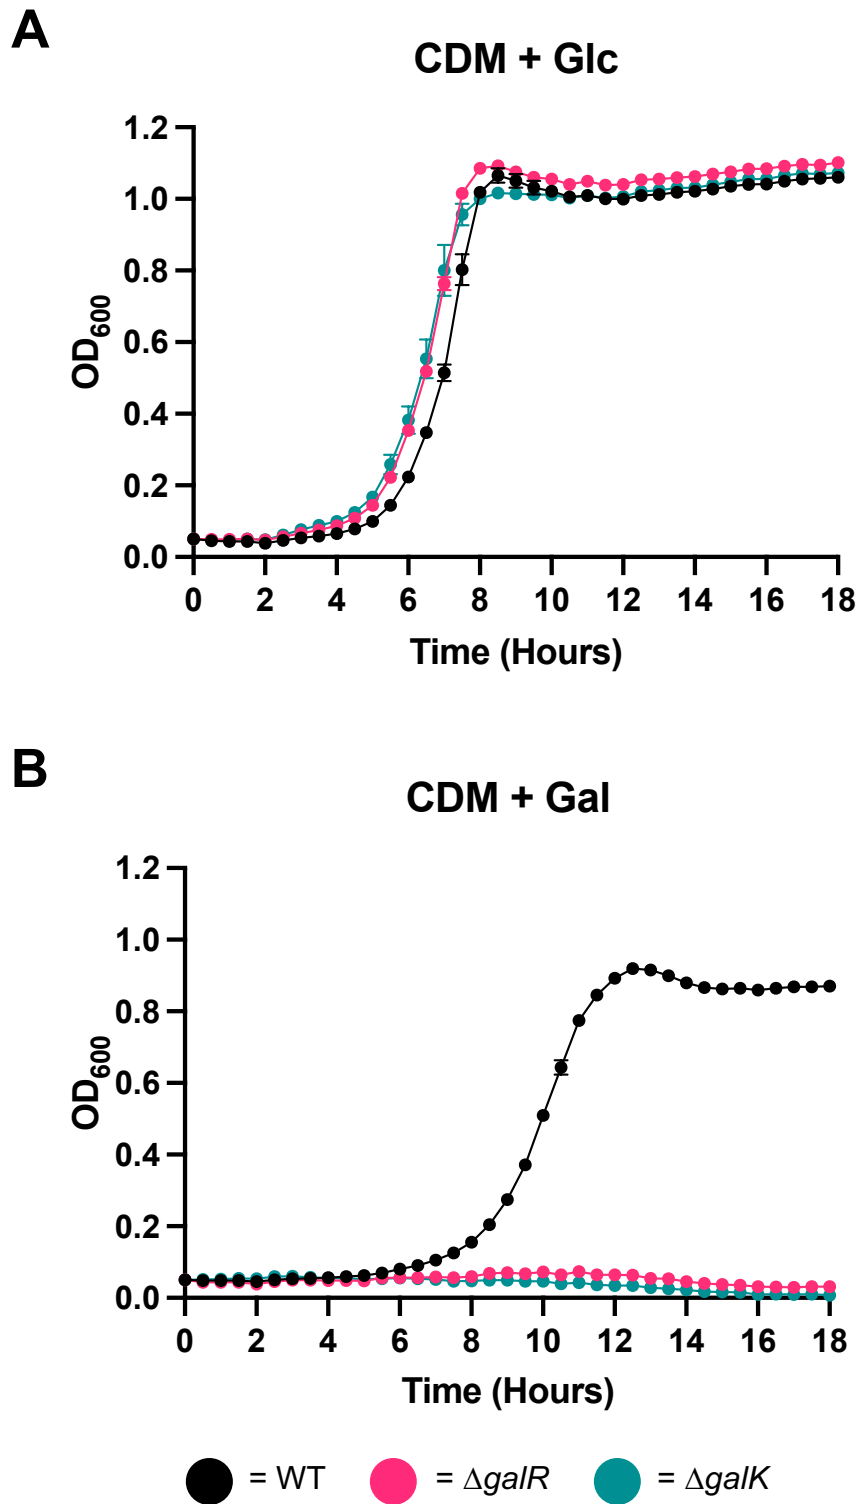 A
CDM + Glc
1.2
1.0
0.8
0.6
0.4
0.2
0.0
OD600
0 2 4 6 8 10 12 14 16 18
Time (Hours)
B
CDM + Gal
1.2
1.0
0.8
0.6
0.4
0.2
0.0
OD600
0 2 4 6 8 10 12 14 16 18
Time (Hours)
= WT = ΔgalR = ΔgalK